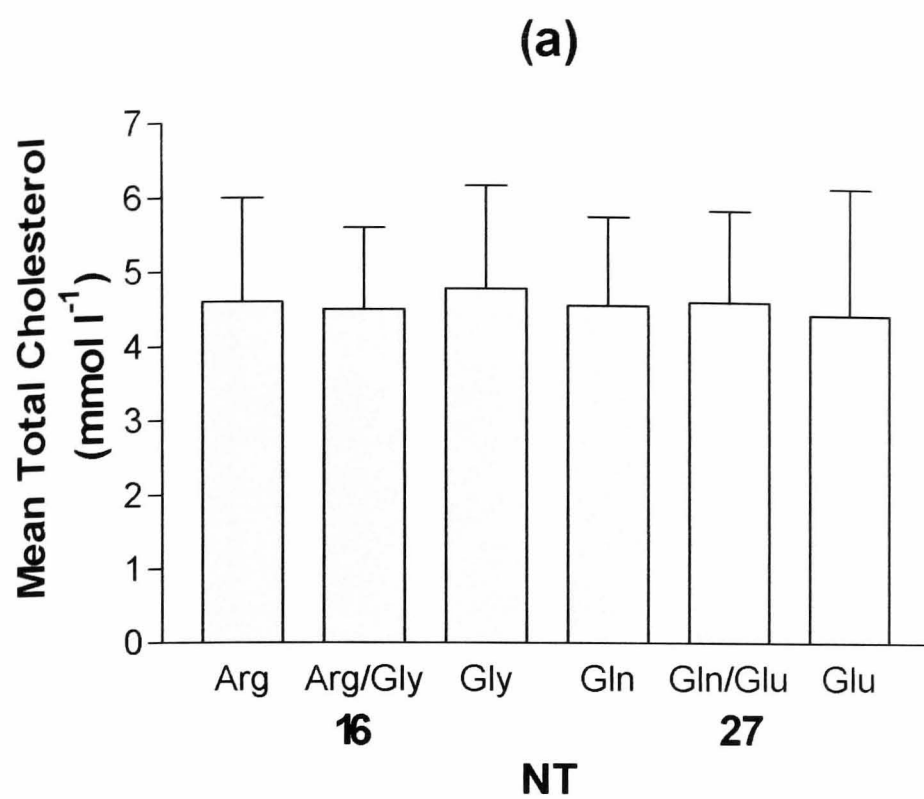 (a)
Mean Total Cholesterol
(mmol l⁻¹)
7
6
5
4
3
2
1
0
Arg Arg/Gly Gly Gln Gln/Glu Glu
16 27
NT